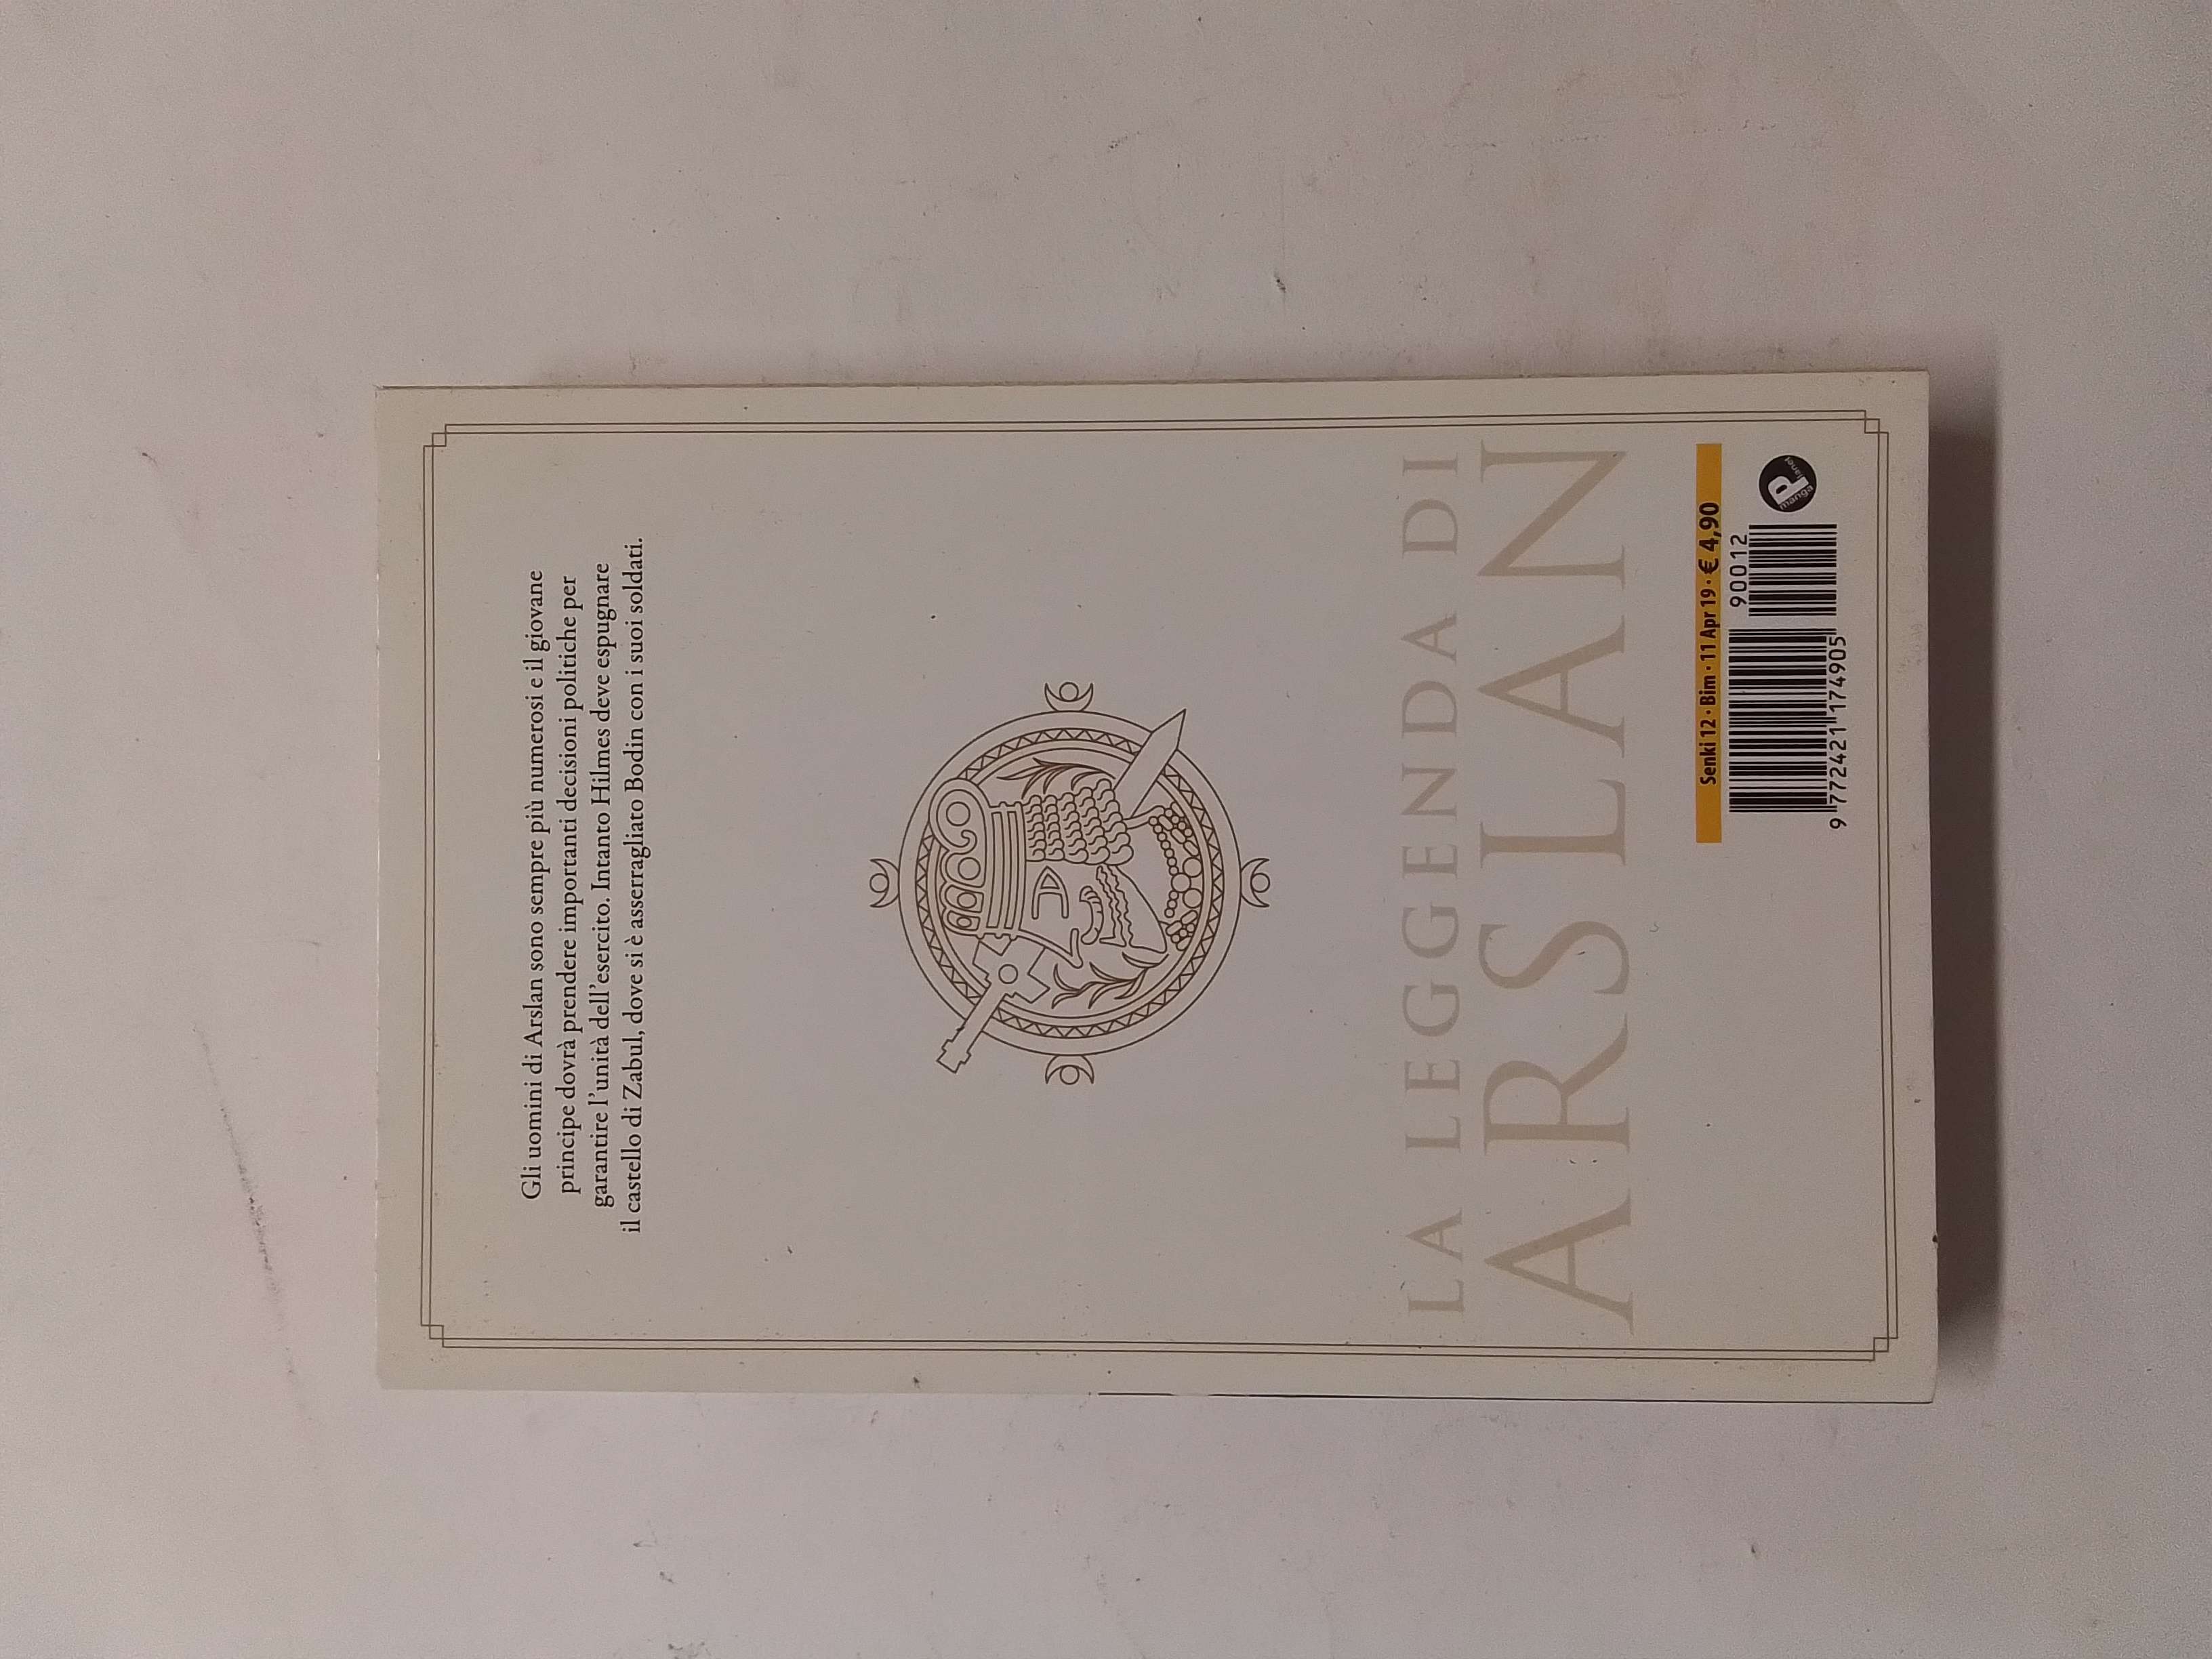 Gli uomini di Arslan sono sempre più numerosi e il giovane
principe dovrà prendere importanti decisioni politiche per
garantire l'unità dell'esercito. Intanto Hilmes deve espugnare
il castello di Zabul, dove si è asserragliato Bodin con i suoi soldati.
LA LEGGENDA DI
ARSLAN
Senki 12 · Bim · 11 Apr 19 · € 4,90
90012
9 772421 174905
P
manga
planet